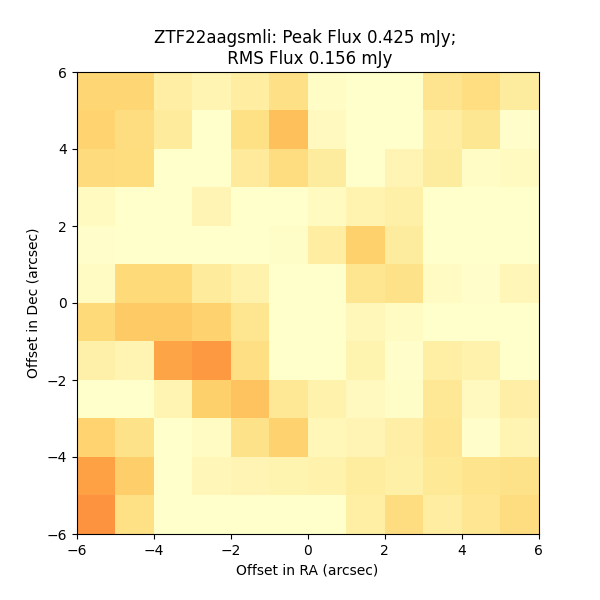 ZTF22aagsmli: Peak Flux 0.425 mJy;
RMS Flux 0.156 mJy
6
4
2
0
−2
−4
−6
Offset in Dec (arcsec)
−6 −4 −2 0 2 4 6
Offset in RA (arcsec)